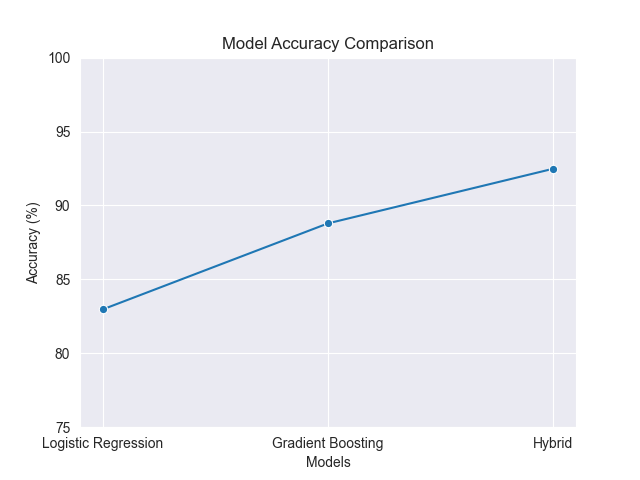 Model Accuracy Comparison
100
95
90
85
80
75
Accuracy (%)
Logistic Regression Gradient Boosting Hybrid
Models